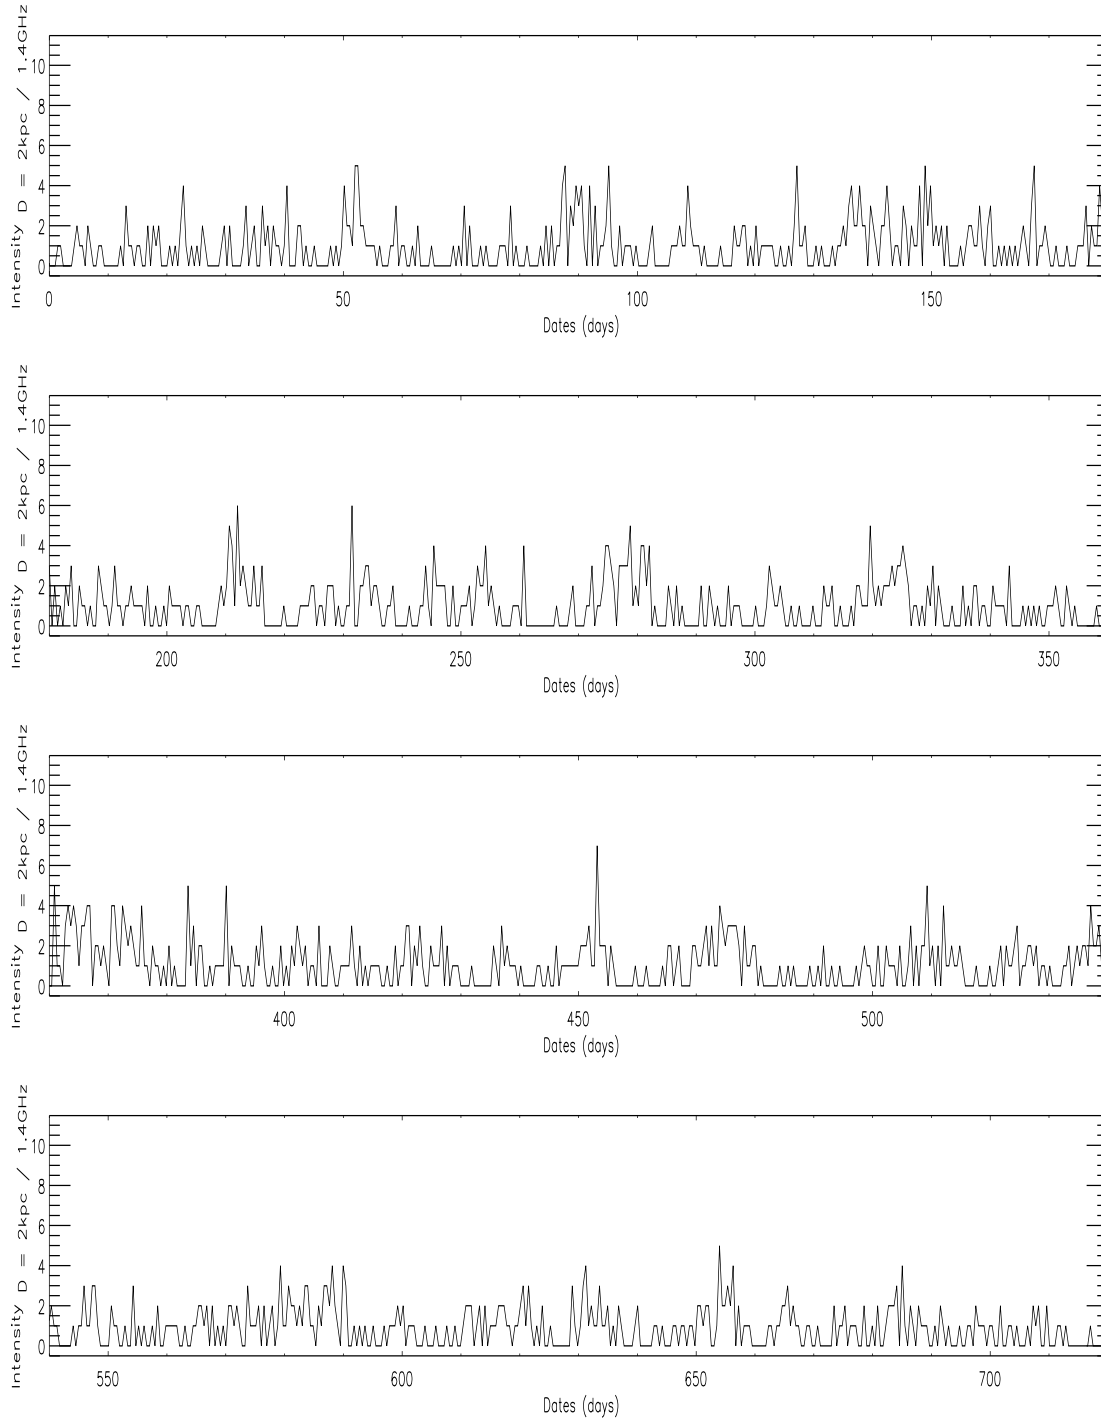 Intensity D = 2kpc / 1.4GHz
10
8
6
4
2
0
0 50 100 150
Dates (days)
Intensity D = 2kpc / 1.4GHz
10
8
6
4
2
0
200 250 300 350
Dates (days)
Intensity D = 2kpc / 1.4GHz
10
8
6
4
2
0
400 450 500
Dates (days)
Intensity D = 2kpc / 1.4GHz
10
8
6
4
2
0
550 600 650 700
Dates (days)